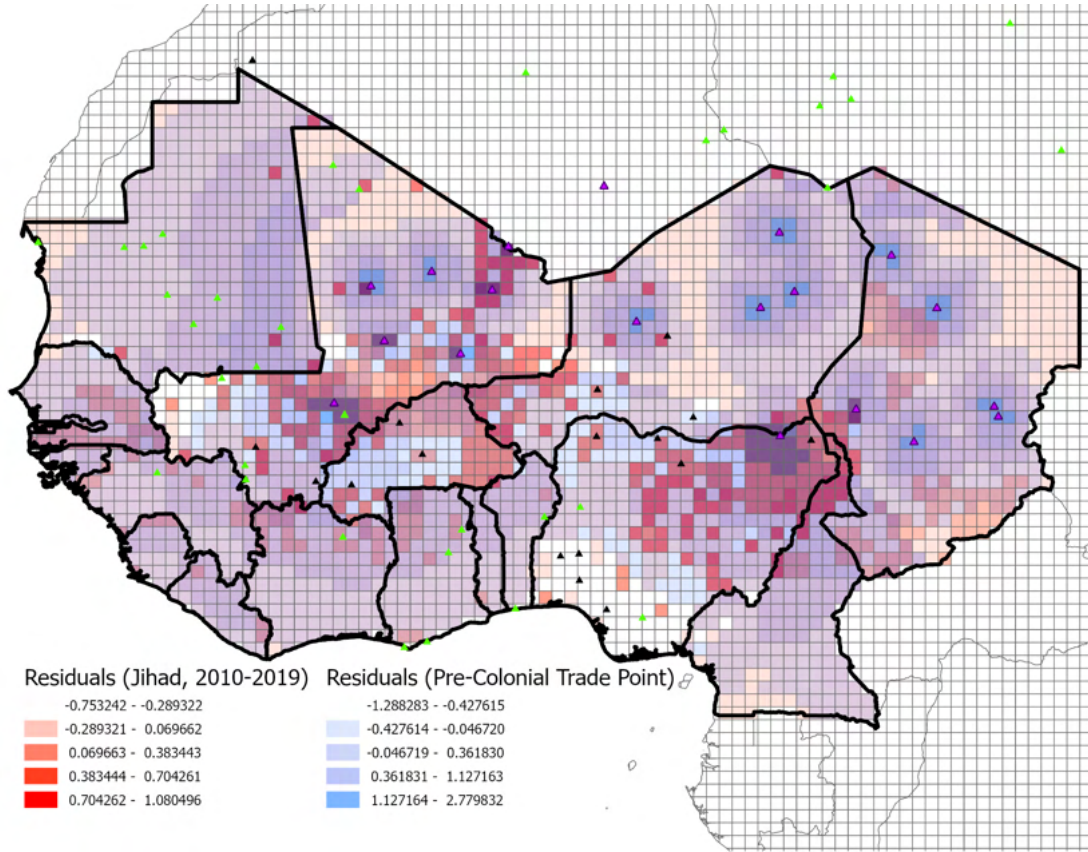 Residuals (Jihad, 2010-2019) Residuals (Pre-Colonial Trade Point)
-0.753242 - -0.289322 -1.288283 - -0.427615
-0.289321 - 0.069662 -0.427614 - -0.046720
0.069663 - 0.383443 -0.046719 - 0.361830
0.383444 - 0.704261 0.361831 - 1.127163
0.704262 - 1.080496 1.127164 - 2.779832